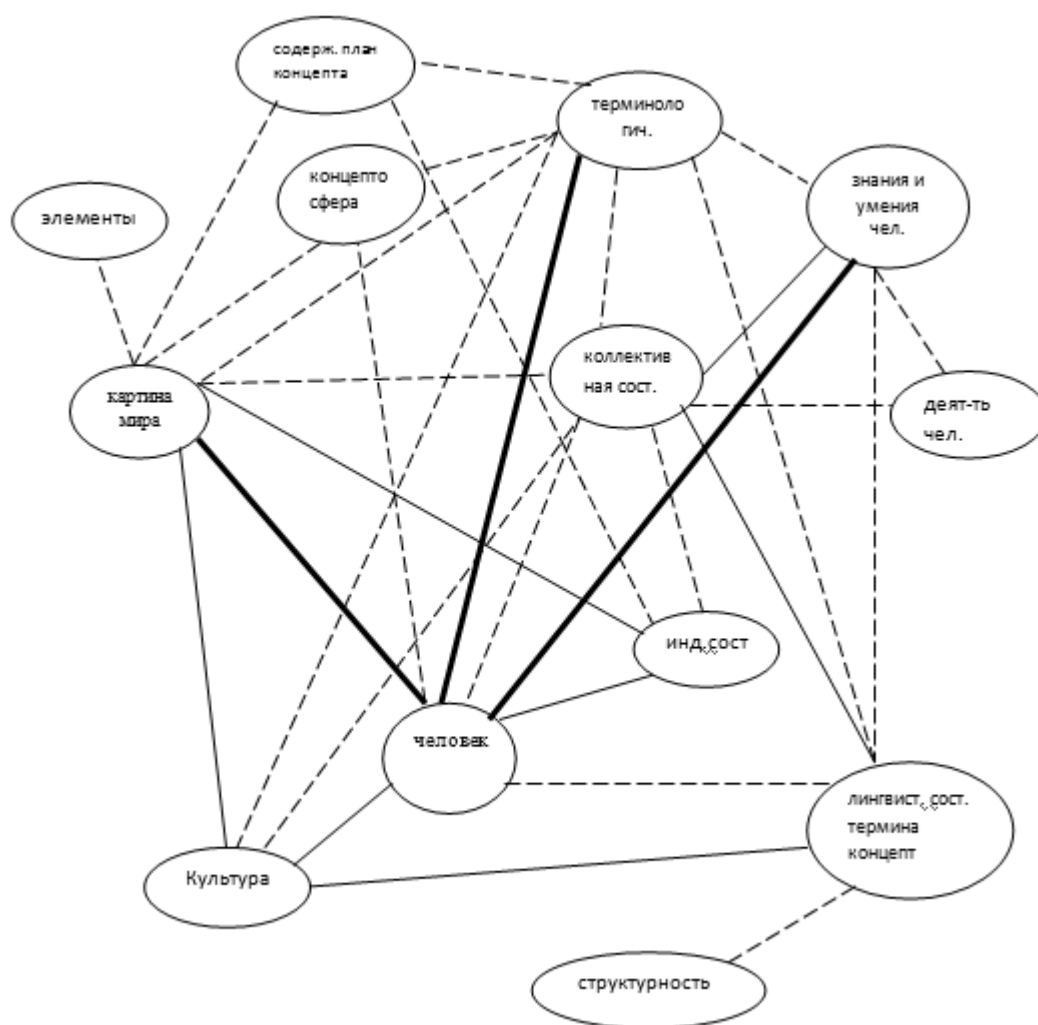 содерж. план
концепта
терминоло
гич.
концепто
сфера
знания и
умения
чел.
элементы
коллектив
ная сост.
картина
мира
деят-ть
чел.
инд.сост
человек
лингвист. сост.
термина
концепт
Культура
структурность